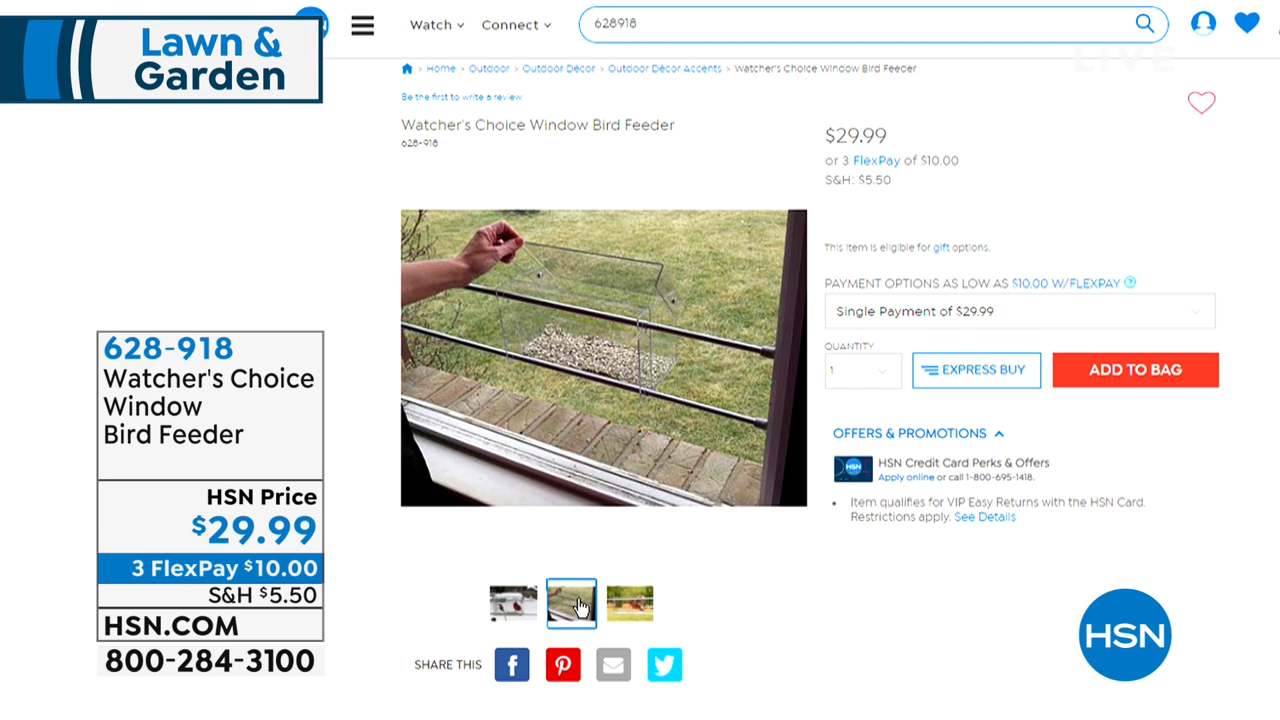 Lawn &
Garden
Watch
Connect
628918
LIVE
Home > Outdoor > Outdoor Decor > Outdoor Décor Accents > Watcher's Choice Window Bird Feeder
Be the first to write a review
Watcher's Choice Window Bird Feeder
628-918
$29.99
or 3 FlexPay of $10.00
S&H: $5.50
This item is eligible for gift options.
PAYMENT OPTIONS AS LOW AS $10.00 W/FLEXPAY ?
Single Payment of $29.99
QUANTITY
1
EXPRESS BUY
ADD TO BAG
OFFERS & PROMOTIONS
HSN
HSN Credit Card Perks & Offers
Apply online or call 1-800-695-1418.
• Item qualifies for VIP Easy Returns with the HSN Card.
Restrictions apply. See Details
628-918
Watcher's Choice
Window
Bird Feeder
HSN Price
$29.99
3 FlexPay $10.00
S&H $5.50
HSN.COM
800-284-3100
SHARE THIS
HSN